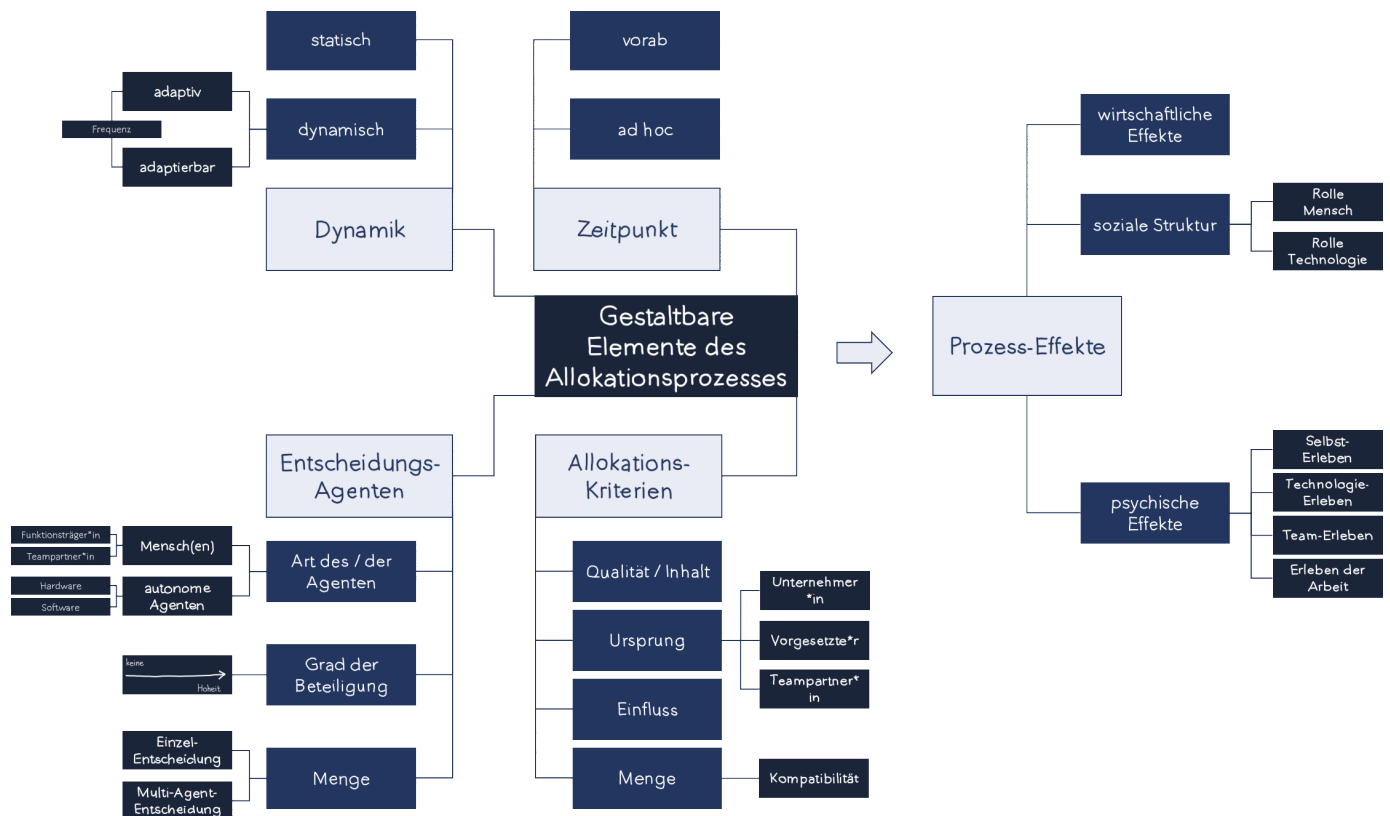 statisch
adaptiv
Frequenz
dynamisch
adaptierbar
Dynamik
vorab
ad hoc
Zeitpunkt
Gestaltbare
Elemente des
Allokationsprozesses
Entscheidungs-
Agenten
Funktionsträger*in
Teampartner*in
Mensch(en)
Art des / der
Agenten
Hardware
Software
autonome
Agenten
keine
Hoheit
Grad der
Beteiligung
Einzel-
Entscheidung
Multi-Agent-
Entscheidung
Menge
Allokations-
Kriterien
Qualität / Inhalt
Ursprung
Unternehmer
*in
Vorgesetzte*r
Teampartner*
in
Einfluss
Menge
Kompatibilität
Prozess-Effekte
wirtschaftliche
Effekte
soziale Struktur
Rolle
Mensch
Rolle
Technologie
psychische
Effekte
Selbst-
Erleben
Technologie-
Erleben
Team-Erleben
Erleben der
Arbeit